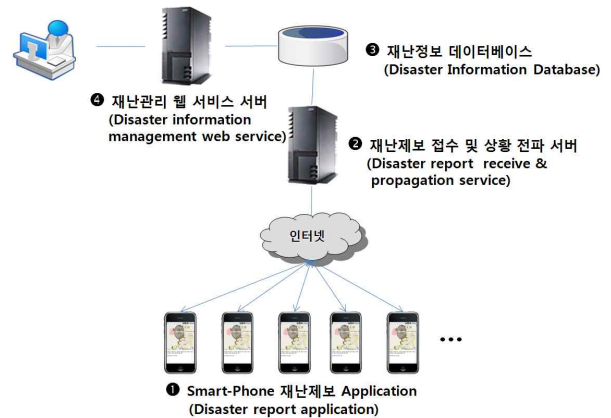 ❸ 재난정보 데이터베이스
(Disaster Information Database)
❹ 재난관리 웹 서비스 서버
(Disaster information
management web service)
❷ 재난제보 접수 및 상황 전파 서버
(Disaster report receive &
propagation service)
인터넷
...
❶ Smart-Phone 재난제보 Application
(Disaster report application)